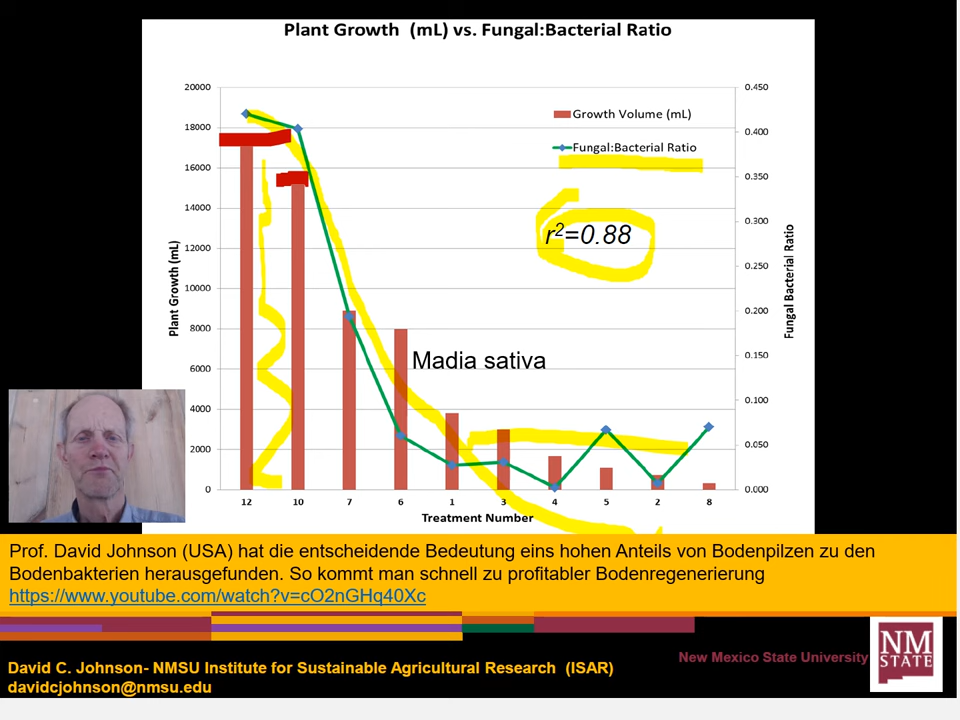 Plant Growth (mL) vs. Fungal:Bacterial Ratio
20000
18000
16000
14000
12000
10000
8000
6000
4000
2000
0
Plant Growth (mL)
0.450
0.400
0.350
0.300
0.250
0.200
0.150
0.100
0.050
0.000
Fungal Bacterial Ratio
Growth Volume (mL)
Fungal:Bacterial Ratio
r²=0.88
Madia sativa
12 10 7 6 1 3 4 5 2 8
Treatment Number
Prof. David Johnson (USA) hat die entscheidende Bedeutung eins hohen Anteils von Bodenpilzen zu den
Bodenbakterien herausgefunden. So kommt man schnell zu profitabler Bodenregenerierung
https://www.youtube.com/watch?v=cO2nGHq40Xc
New Mexico State University
NM
STATE
David C. Johnson- NMSU Institute for Sustainable Agricultural Research (ISAR)
davidcjohnson@nmsu.edu